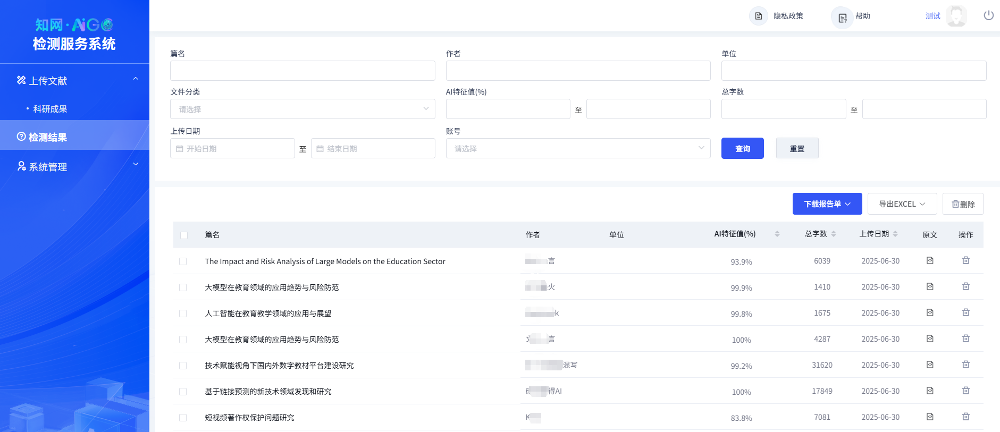 知网·AIGC
检测服务系统
上传文献
科研成果
检测结果
系统管理
隐私政策 帮助 测试
篇名 作者 单位
文件分类 AI特征值(%) 总字数
请选择 至 至
上传日期 账号
开始日期 至 结束日期 请选择 查询 重置
下载报告单 导出EXCEL 删除
篇名 作者 单位 AI特征值(%) 总字数 上传日期 原文 操作
The Impact and Risk Analysis of Large Models on the Education Sector 言 93.9% 6039 2025-06-30
大模型在教育领域的应用趋势与风险防范 火 99.9% 1410 2025-06-30
人工智能在教育教学领域的应用与展望 k 99.8% 1675 2025-06-30
大模型在教育领域的应用趋势与风险防范 文 言 100% 4287 2025-06-30
技术赋能视角下国内外数字教材平台建设研究 混写 99.2% 31620 2025-06-30
基于链接预测的新技术领域发现和研究 得AI 100% 17849 2025-06-30
短视频著作权保护问题研究 K 83.8% 7081 2025-06-30